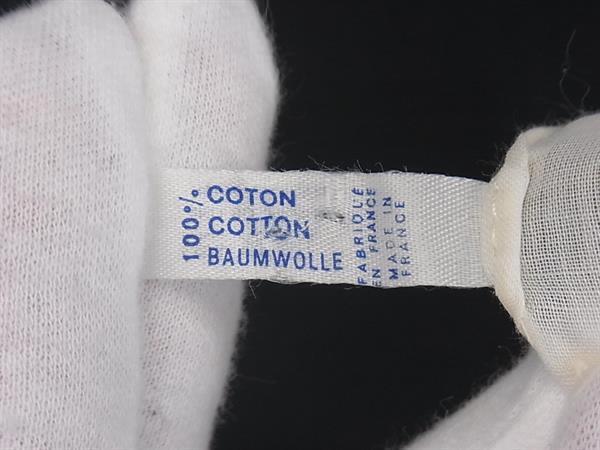 100%
COTON
COTTON
BAUMWOLLE
FABRIQUÉ
EN FRANCE
MADE IN
FRANCE